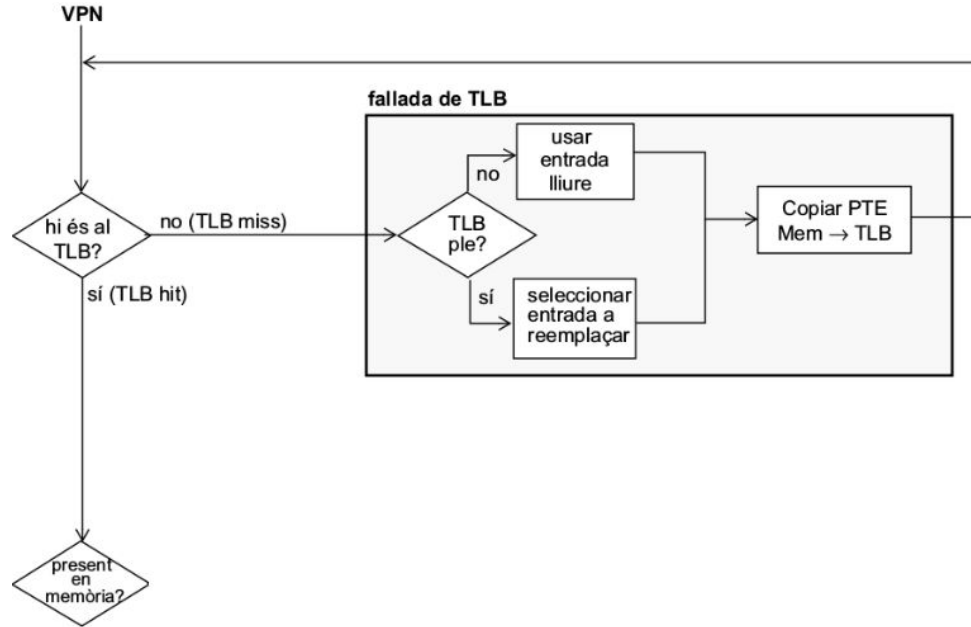 VPN
fallada de TLB
usar
entrada
lliure
no
hi és al
TLB?
no (TLB miss)
TLB
ple?
Copiar PTE
Mem → TLB
sí (TLB hit)
sí
seleccionar
entrada a
reemplaçar
present
en
memòria?